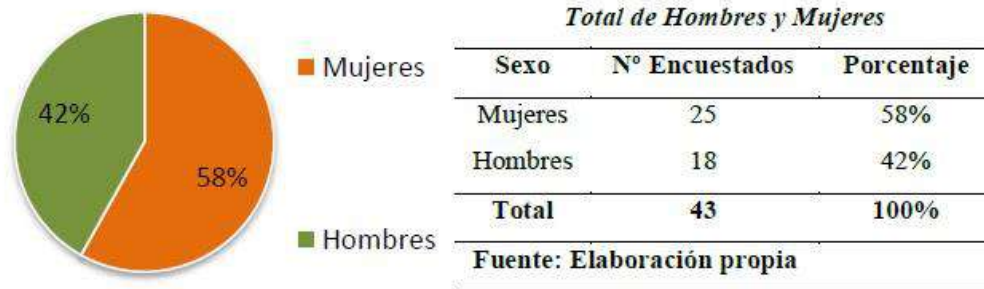 42%
58%
Mujeres
Hombres
Total de Hombres y Mujeres
Sexo Nº Encuestados Porcentaje
Mujeres 25 58%
Hombres 18 42%
Total 43 100%
Fuente: Elaboración propia